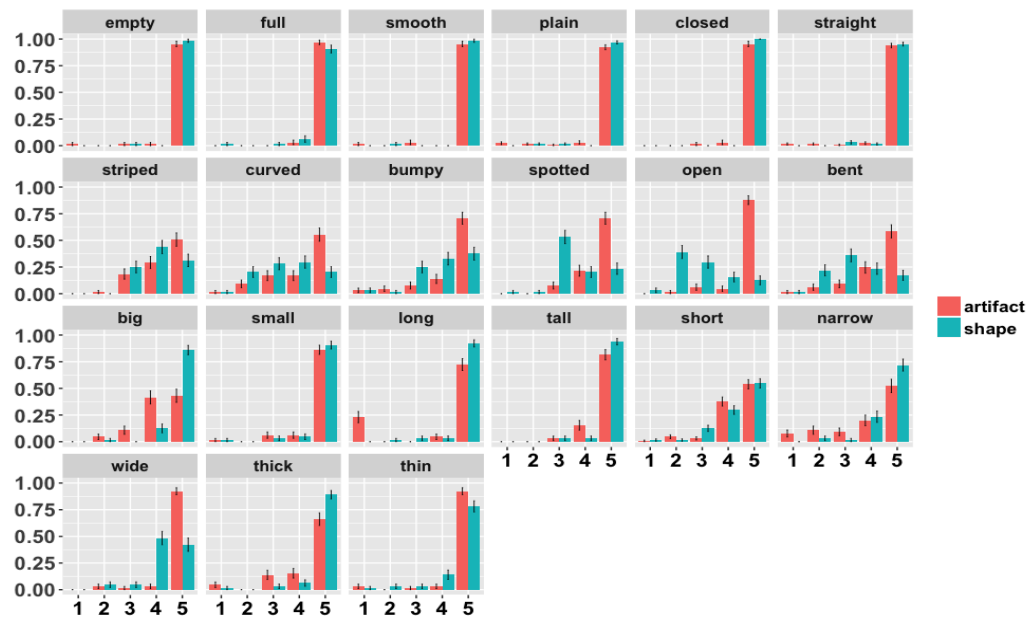 empty full smooth plain closed straight
1.00
0.75
0.50
0.25
0.00
striped curved bumpy spotted open bent
1.00
0.75
0.50
0.25
0.00
artifact
shape
big small long tall short narrow
1.00
0.75
0.50
0.25
0.00
1 2 3 4 5 1 2 3 4 5 1 2 3 4 5
wide thick thin
1.00
0.75
0.50
0.25
0.00
1 2 3 4 5 1 2 3 4 5 1 2 3 4 5